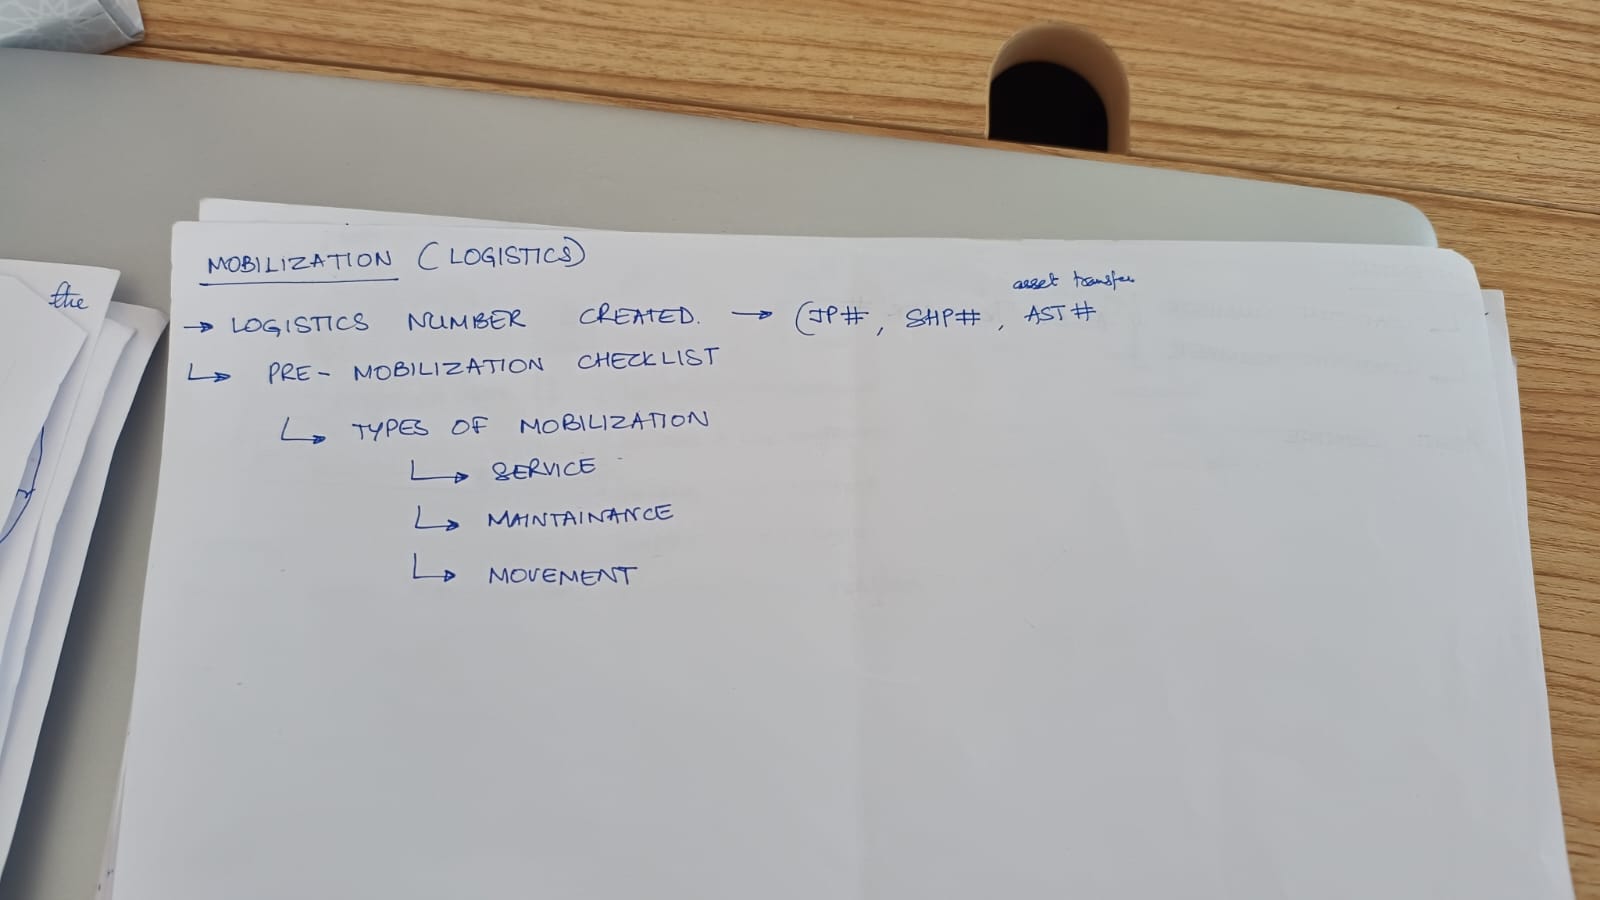 the
MOBILIZATION (LOGISTICS)
asset transfer
→ LOGISTICS NUMBER CREATED. → (JP#, SHP#, AST#
↳ PRE-MOBILIZATION CHECKLIST
↳ TYPES OF MOBILIZATION
↳ SERVICE
↳ MAINTAINANCE
↳ MOVEMENT